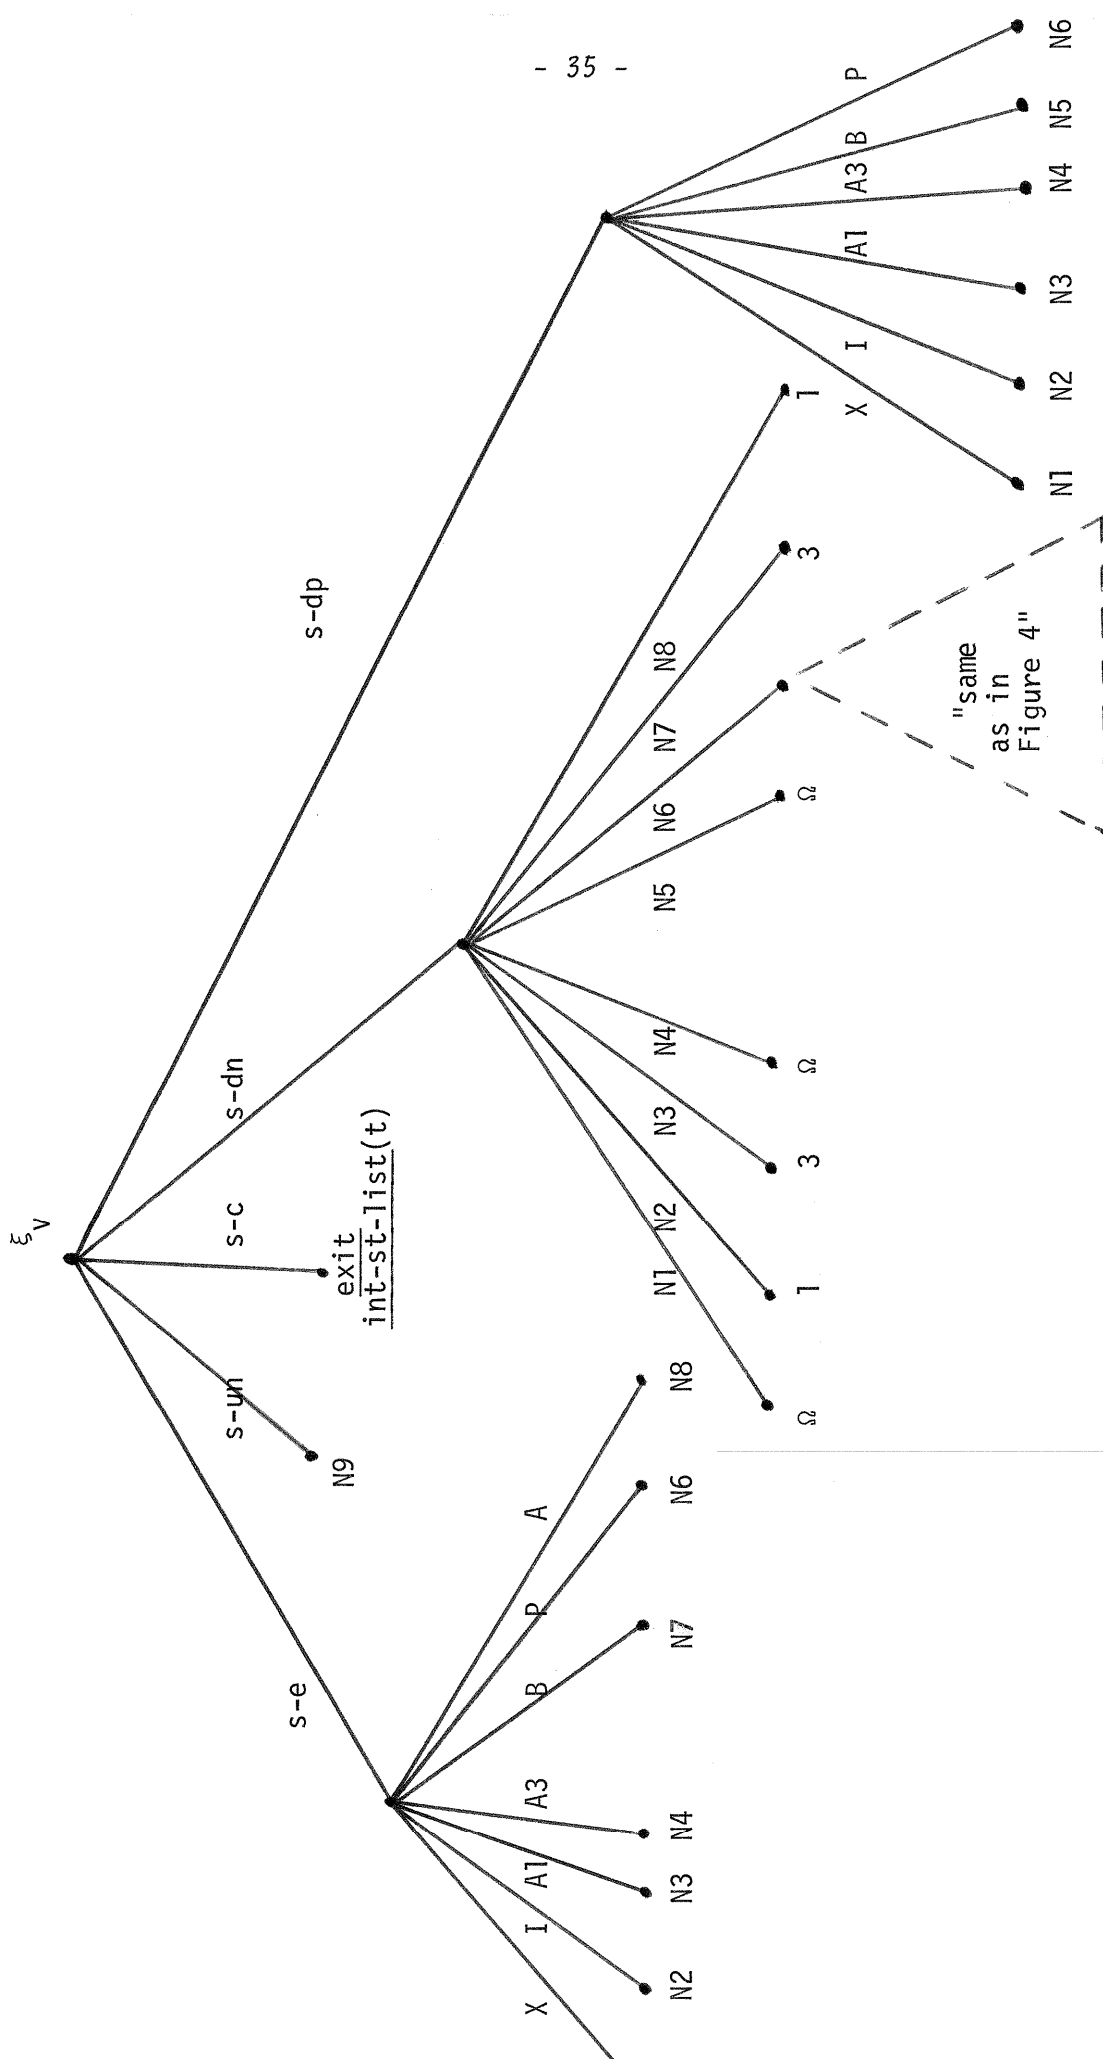 - 35 -
ξV
s-e
s-un
s-c
s-dn
s-dp
N9
exit
int-st-list(t)
X
I
A1
A3
B
P
A
N2
N3
N4
N7
N6
N8
N1
N2
N3
N4
N5
N6
N7
N8
Ω
1
3
Ω
Ω
3
1
"same
as in
Figure 4"
X
I
A1
A3
B
P
N1
N2
N3
N4
N5
N6